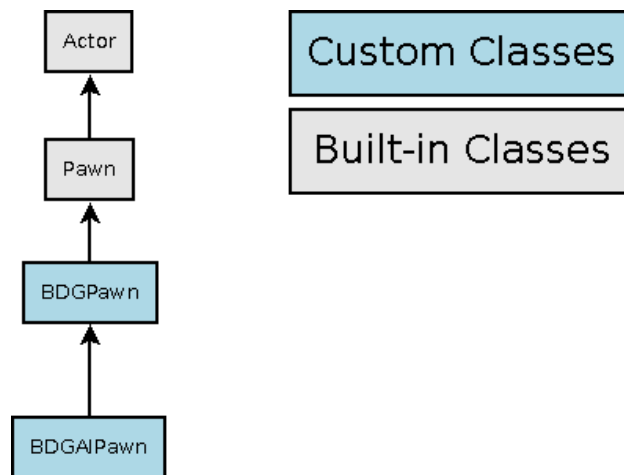 Actor
Custom Classes
Built-in Classes
Pawn
BDGPawn
BDGAIPawn